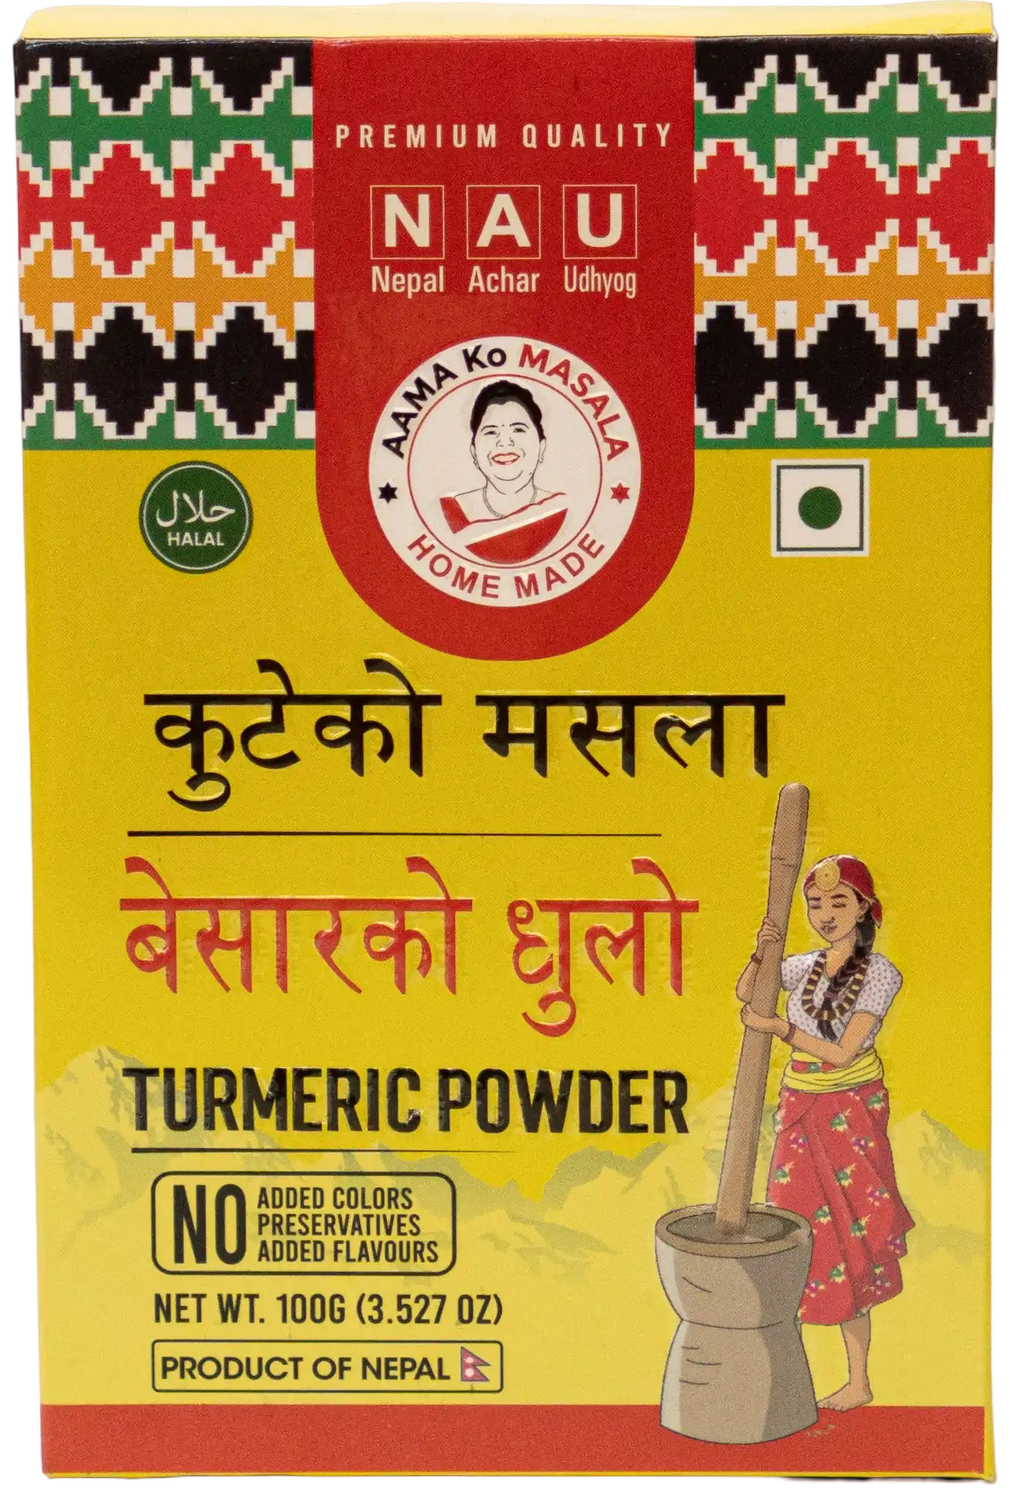 PREMIUM QUALITY
N A U
Nepal Achar Udhyog
AAMA Ko MASALA
HOME MADE
حلال
HALAL
कुटेको मसला
बेसारको धुलो
TURMERIC POWDER
NO ADDED COLORS
PRESERVATIVES
ADDED FLAVOURS
NET WT. 100G (3.527 OZ)
PRODUCT OF NEPAL